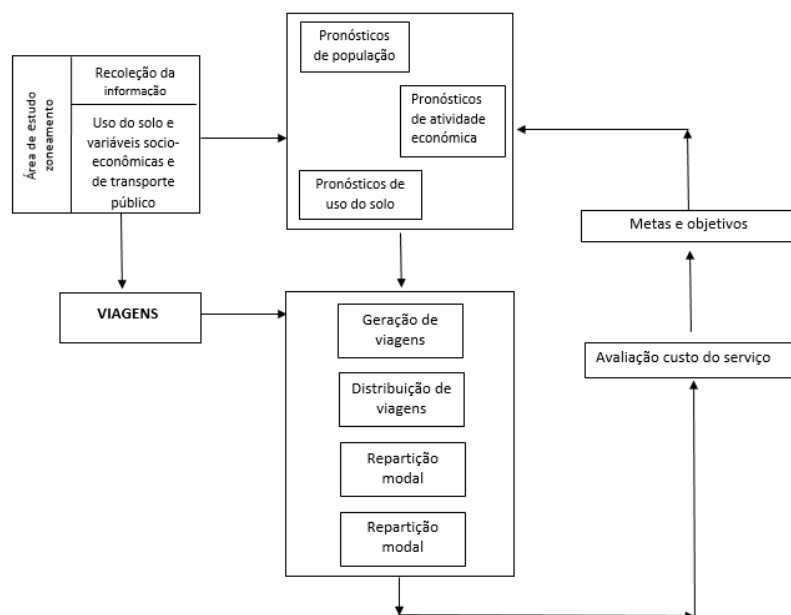 Área de estudo
zoneamento
Recoleção da
informação
Uso do solo e
variáveis socio-
econômicas e
de transporte
público
Pronósticos
de população
Pronósticos
de atividade
económica
Pronósticos de
uso do solo
Metas e objetivos
VIAGENS
Geração de
viagens
Avaliação custo do serviço
Distribuição de
viagens
Repartição
modal
Repartição
modal